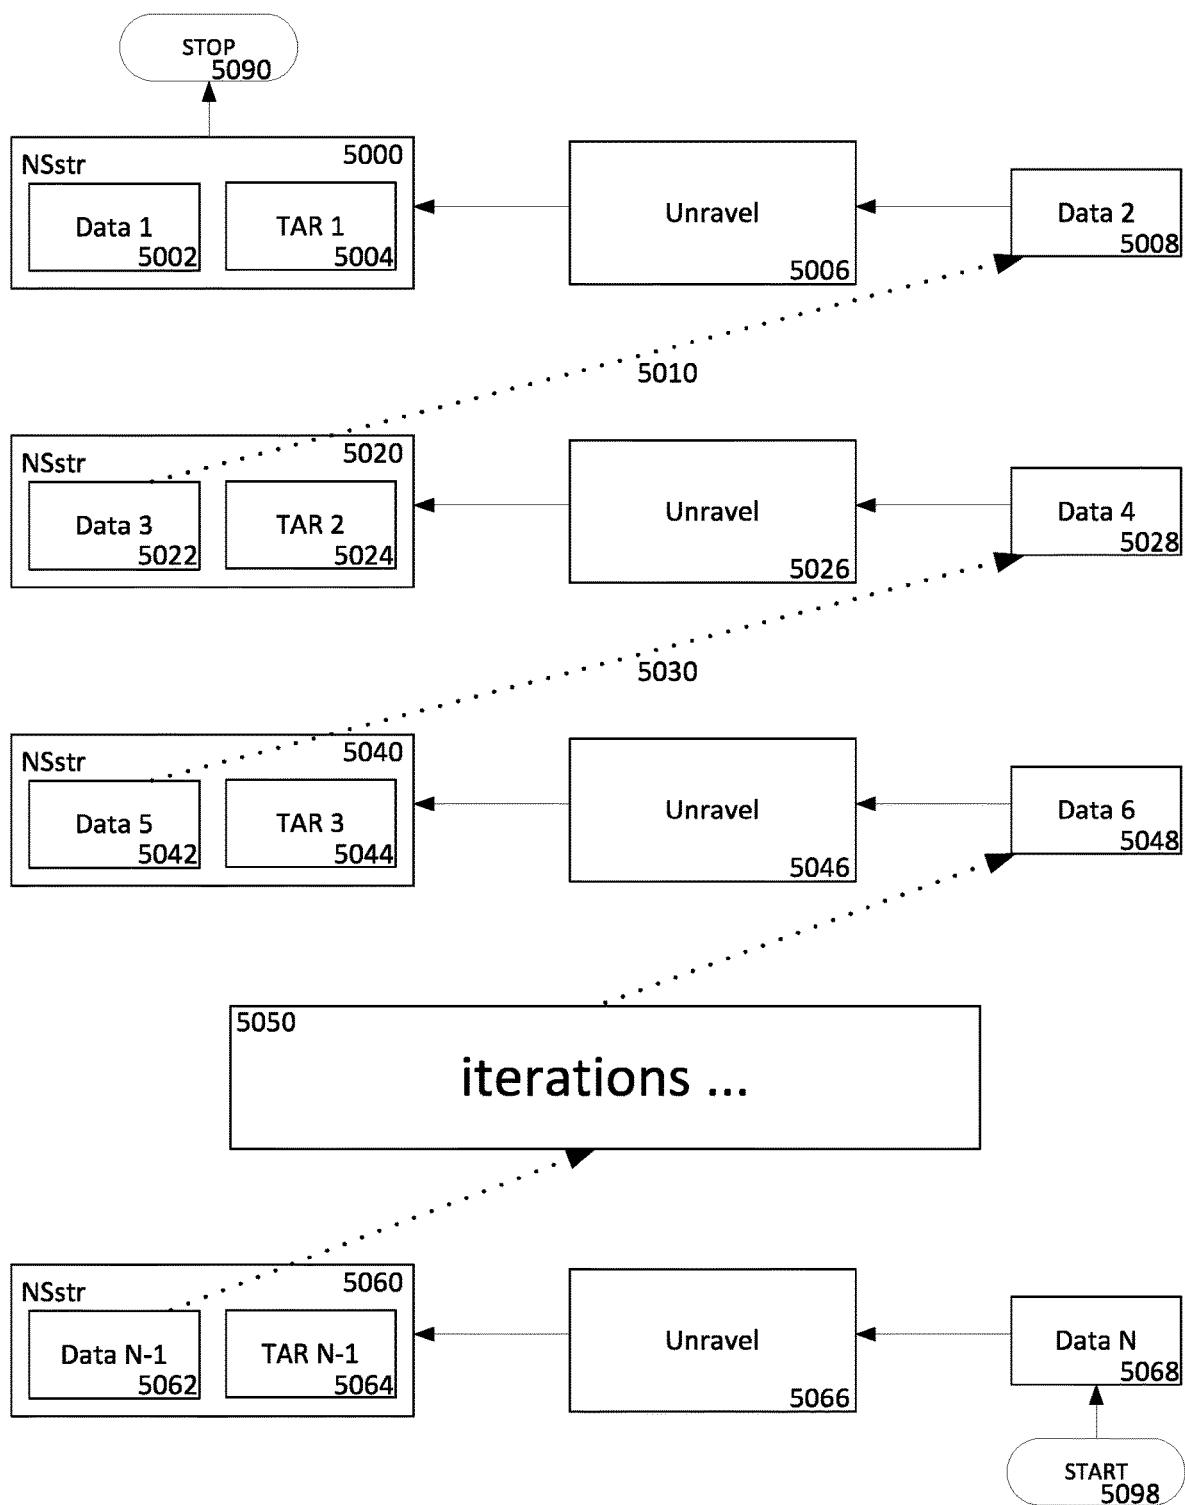 STOP
5090
NSstr
5000
Data 1
5002
TAR 1
5004
Unravel
5006
Data 2
5008
5010
NSstr
5020
Data 3
5022
TAR 2
5024
Unravel
5026
Data 4
5028
5030
NSstr
5040
Data 5
5042
TAR 3
5044
Unravel
5046
Data 6
5048
5050
iterations ...
NSstr
5060
Data N-1
5062
TAR N-1
5064
Unravel
5066
Data N
5068
START
5098